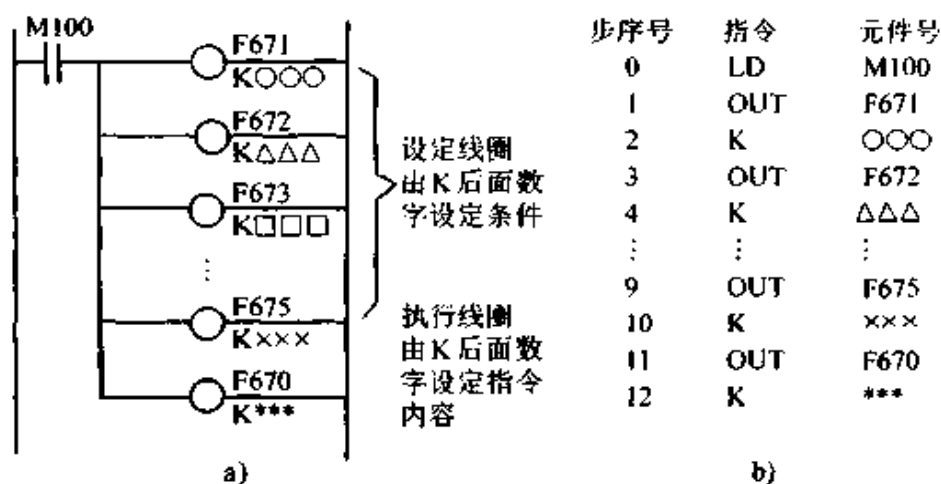 M100
F671
K○○○
F672
K△△△
F673
K□□□
⋮
F675
K×××
F670
K***
设定线圈
由K后面数
字设定条件
执行线圈
由K后面数
字设定指令
内容
a)
步序号 指令 元件号
0 LD M100
1 OUT F671
2 K ○○○
3 OUT F672
4 K △△△
⋮ ⋮ ⋮
9 OUT F675
10 K ×××
11 OUT F670
12 K ***
b)